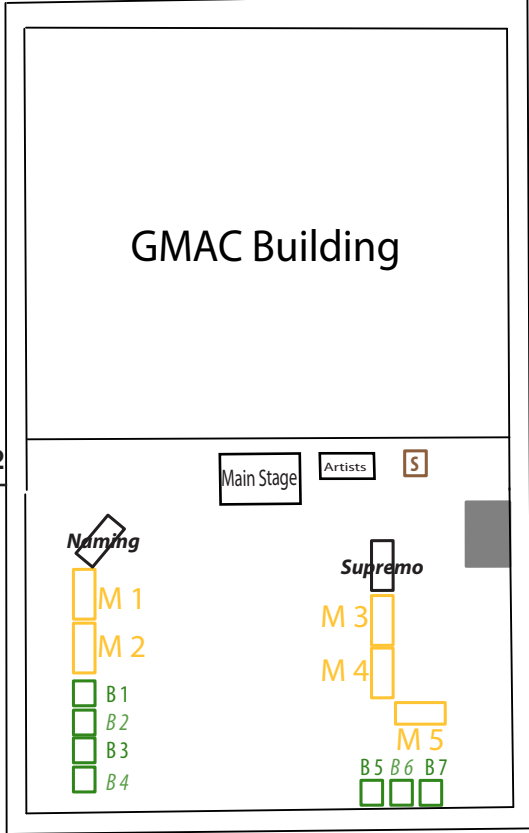 GMAC Building
Main Stage
Artists
S
Naming
Supremo
M 1
M 3
M 2
M 4
M 5
B 1
B 2
B 3
B 4
B 5 B 6 B 7